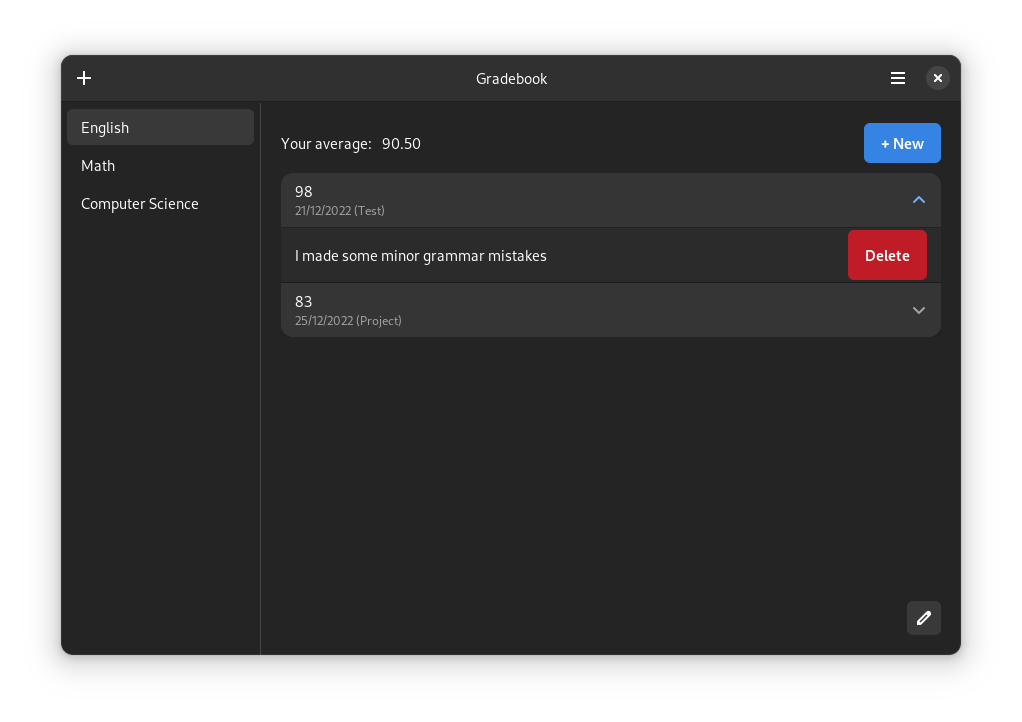 Gradebook
English
Math
Computer Science
Your average: 90.50
+ New
98
21/12/2022 (Test)
I made some minor grammar mistakes
Delete
83
25/12/2022 (Project)